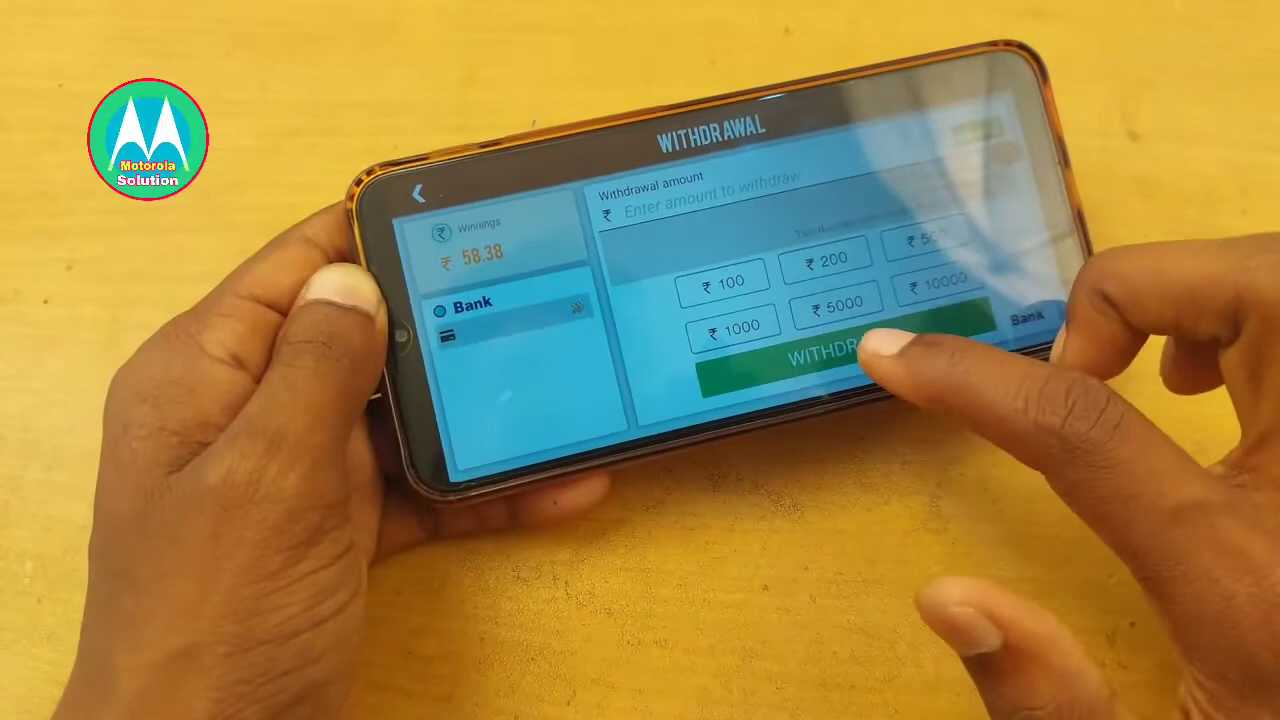 Motorola
Solution
WITHDRAWAL
₹ Winnings
₹ 58.38
Bank
Withdrawal amount
₹ Enter amount to withdraw
₹ 100
₹ 200
₹ 1000
₹ 5000
₹ 10000
Bank